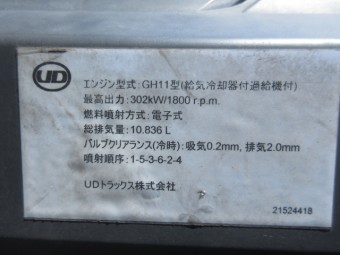 UD
エンジン型式:GH11型(給気冷却器付過給機付)
最高出力:302kW/1800 r.p.m.
燃料噴射方式:電子式
総排気量:10.836 L
バルブクリアランス(冷時):吸気0.2mm, 排気2.0mm
噴射順序:1-5-3-6-2-4
UDトラックス株式会社
21524418